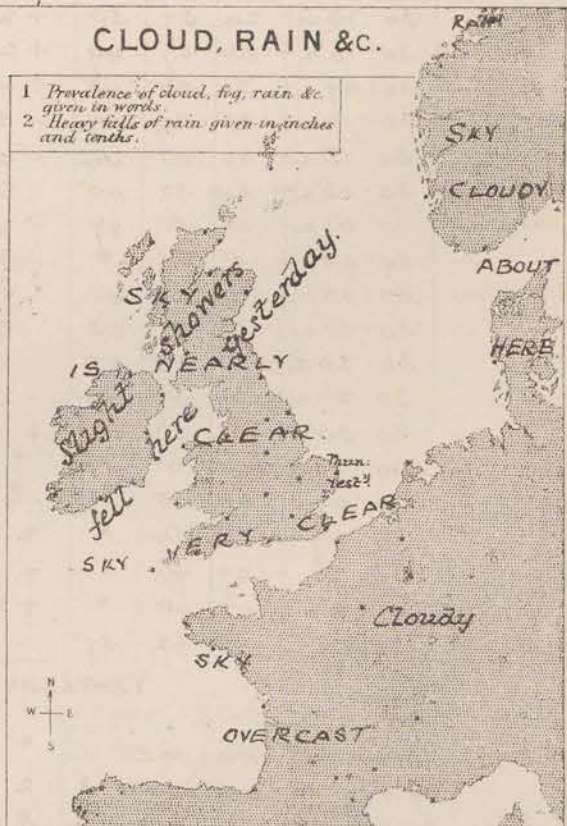 CLOUD, RAIN &c.
1 Prevalence of cloud, fog, rain &c.
given in words.
2 Heavy falls of rain given in inches
and tenths.
RAIN
SKY
CLOUDY
ABOUT
HERE
SKY
IS NEARLY
CLEAR
Slight showers
fell here yesterday.
Thun:
Yesty.
SKY VERY CLEAR
Cloudy
SKY
OVERCAST
N
W E
S